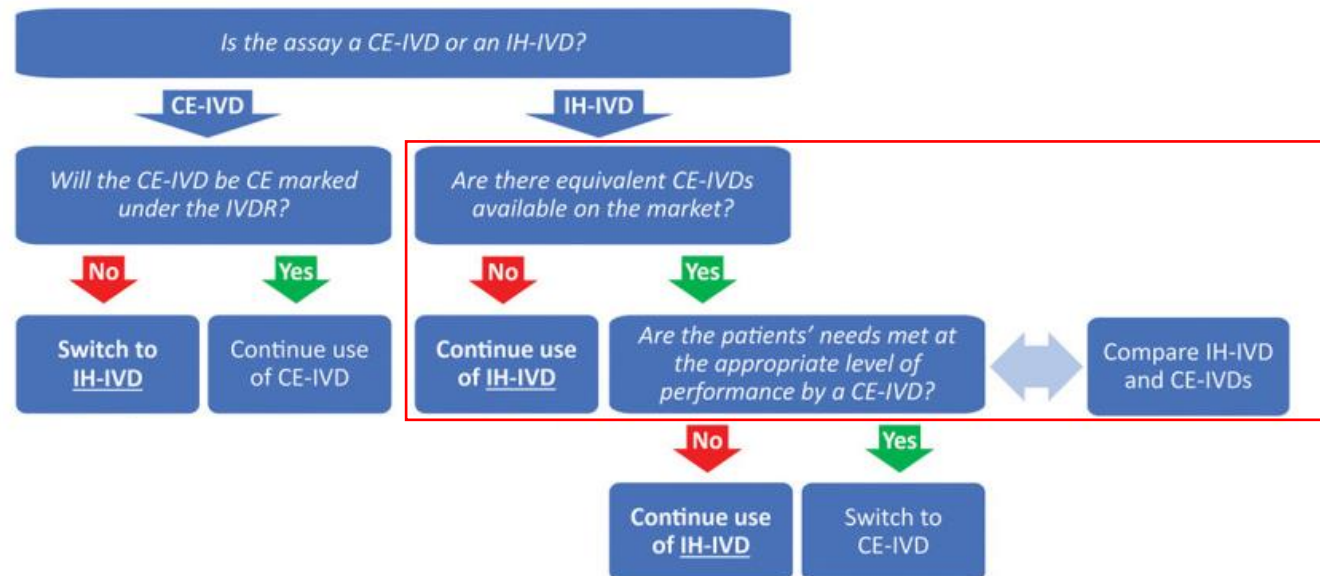 Is the assay a CE-IVD or an IH-IVD?
CE-IVD
IH-IVD
Will the CE-IVD be CE marked
under the IVDR?
Are there equivalent CE-IVDs
available on the market?
No
Yes
No
Yes
Switch to
IH-IVD
Continue use
of CE-IVD
Continue use
of IH-IVD
Are the patients’ needs met at
the appropriate level of
performance by a CE-IVD?
Compare IH-IVD
and CE-IVDs
No
Yes
Continue use
of IH-IVD
Switch to
CE-IVD